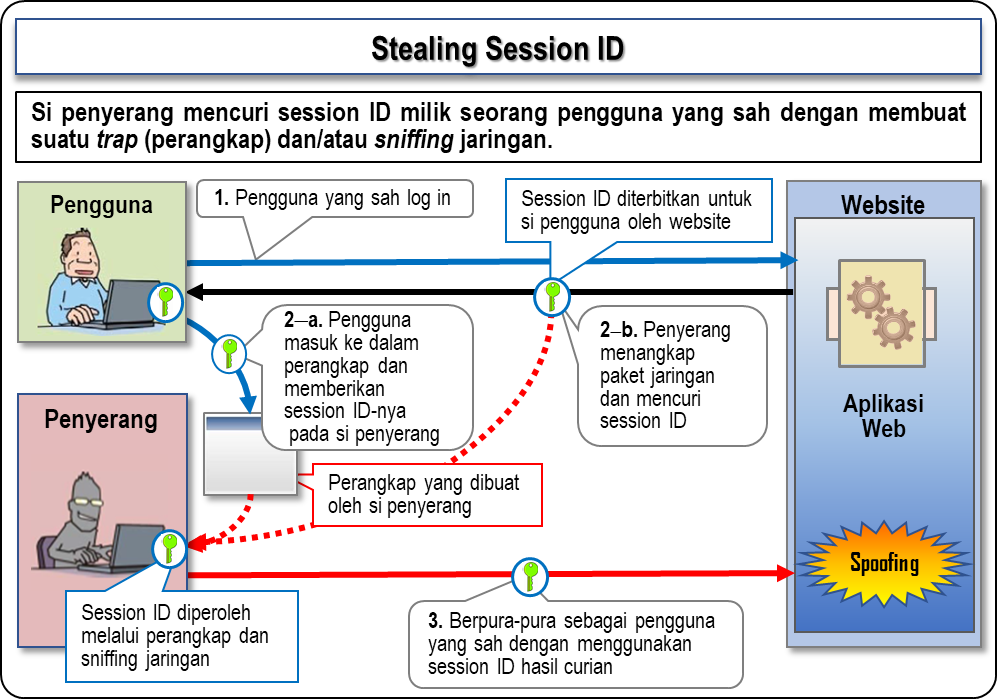 Stealing Session ID
Si penyerang mencuri session ID milik seorang pengguna yang sah dengan membuat
suatu trap (perangkap) dan/atau sniffing jaringan.
Pengguna
1. Pengguna yang sah log in
Session ID diterbitkan untuk
si pengguna oleh website
Website
2–a. Pengguna
masuk ke dalam
perangkap dan
memberikan
session ID-nya
pada si penyerang
2–b. Penyerang
menangkap
paket jaringan
dan mencuri
session ID
Aplikasi
Web
Penyerang
Perangkap yang dibuat
oleh si penyerang
Spoofing
Session ID diperoleh
melalui perangkap dan
sniffing jaringan
3. Berpura-pura sebagai pengguna
yang sah dengan menggunakan
session ID hasil curian